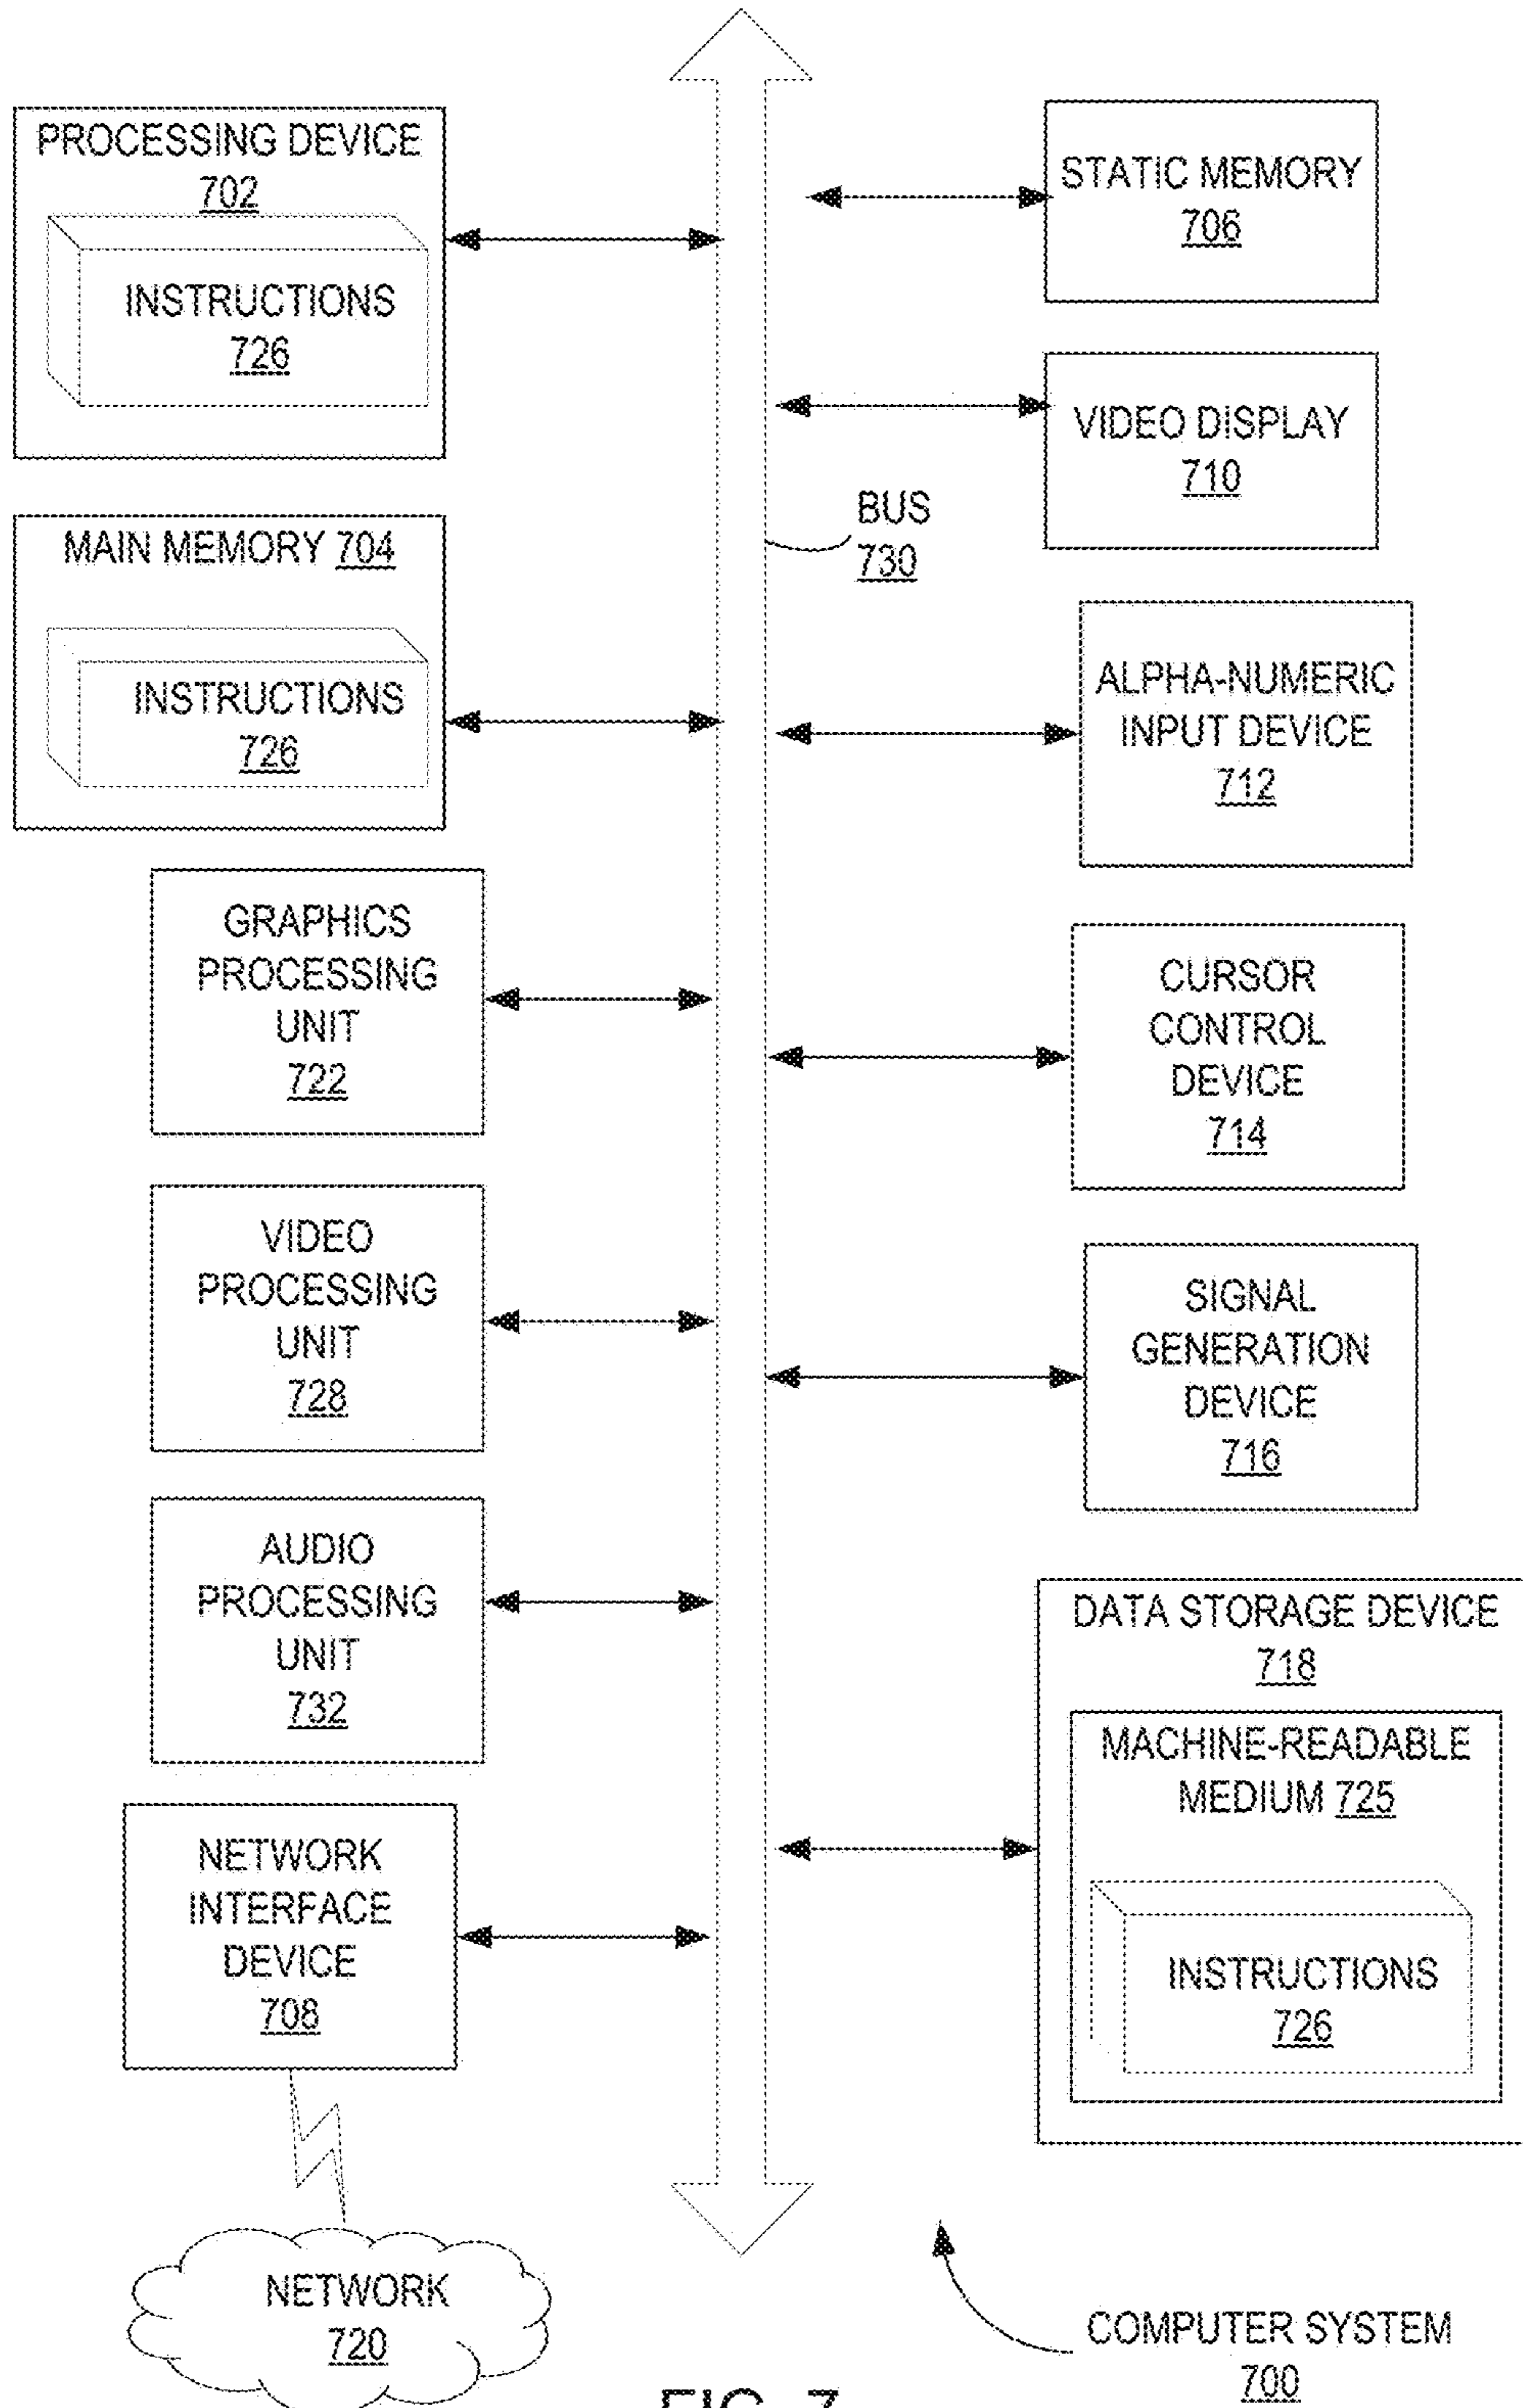 PROCESSING DEVICE
702
INSTRUCTIONS
726
MAIN MEMORY 704
INSTRUCTIONS
726
GRAPHICS
PROCESSING
UNIT
722
VIDEO
PROCESSING
UNIT
728
AUDIO
PROCESSING
UNIT
732
NETWORK
INTERFACE
DEVICE
708
NETWORK
720
BUS
730
STATIC MEMORY
706
VIDEO DISPLAY
710
ALPHA-NUMERIC
INPUT DEVICE
712
CURSOR
CONTROL
DEVICE
714
SIGNAL
GENERATION
DEVICE
716
DATA STORAGE DEVICE
718
MACHINE-READABLE
MEDIUM 725
INSTRUCTIONS
726
COMPUTER SYSTEM
700
FIG. 7